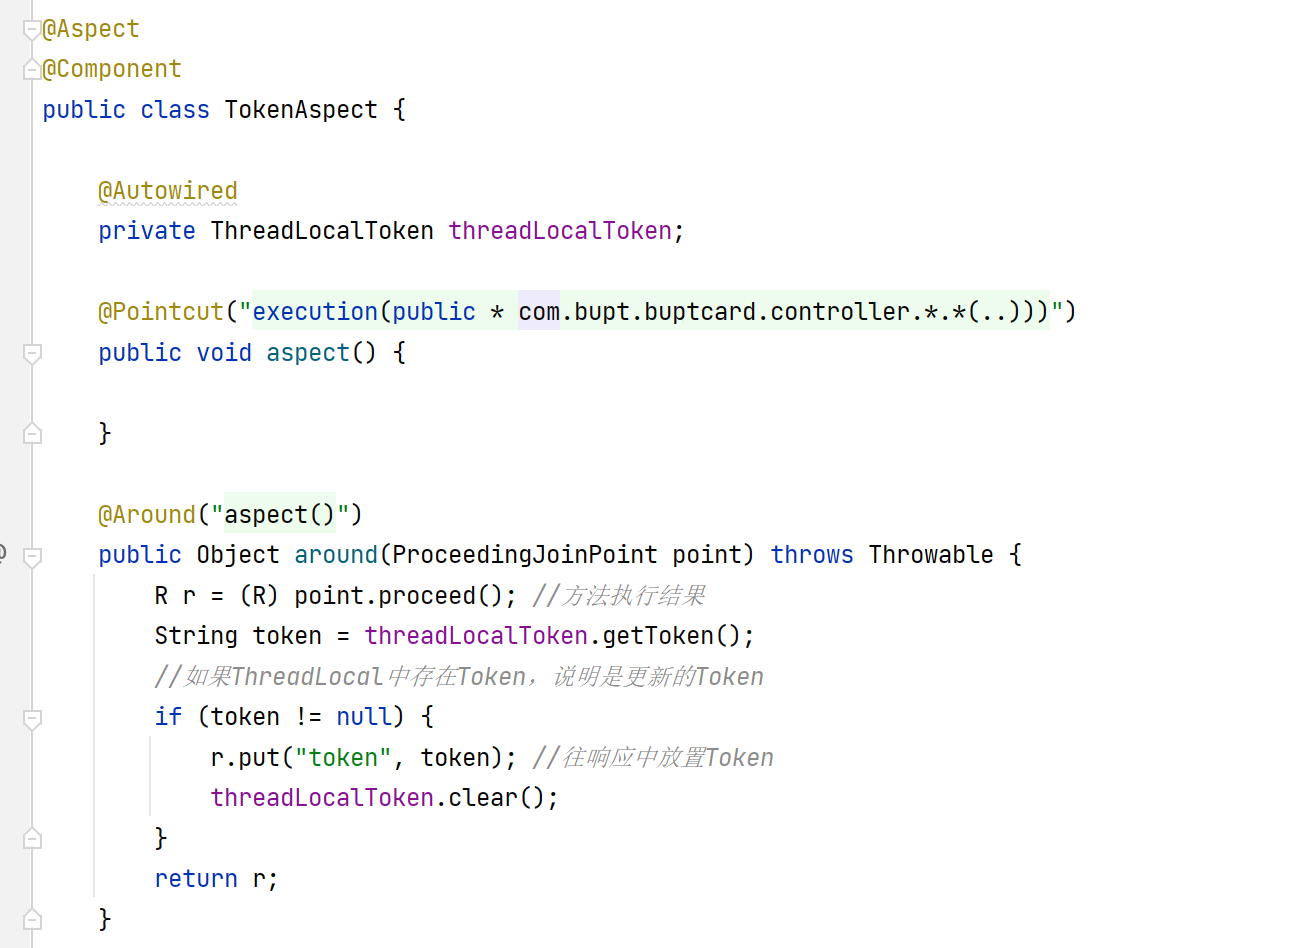 @Aspect
@Component
public class TokenAspect {
@Autowired
private ThreadLocalToken threadLocalToken;
@Pointcut("execution(public * com.bupt.buptcard.controller.*.*(..)))")
public void aspect() {
}
@Around("aspect()")
public Object around(ProceedingJoinPoint point) throws Throwable {
R r = (R) point.proceed(); //方法执行结果
String token = threadLocalToken.getToken();
//如果ThreadLocal中存在Token，说明是更新的Token
if (token != null) {
r.put("token", token); //往响应中放置Token
threadLocalToken.clear();
}
return r;
}